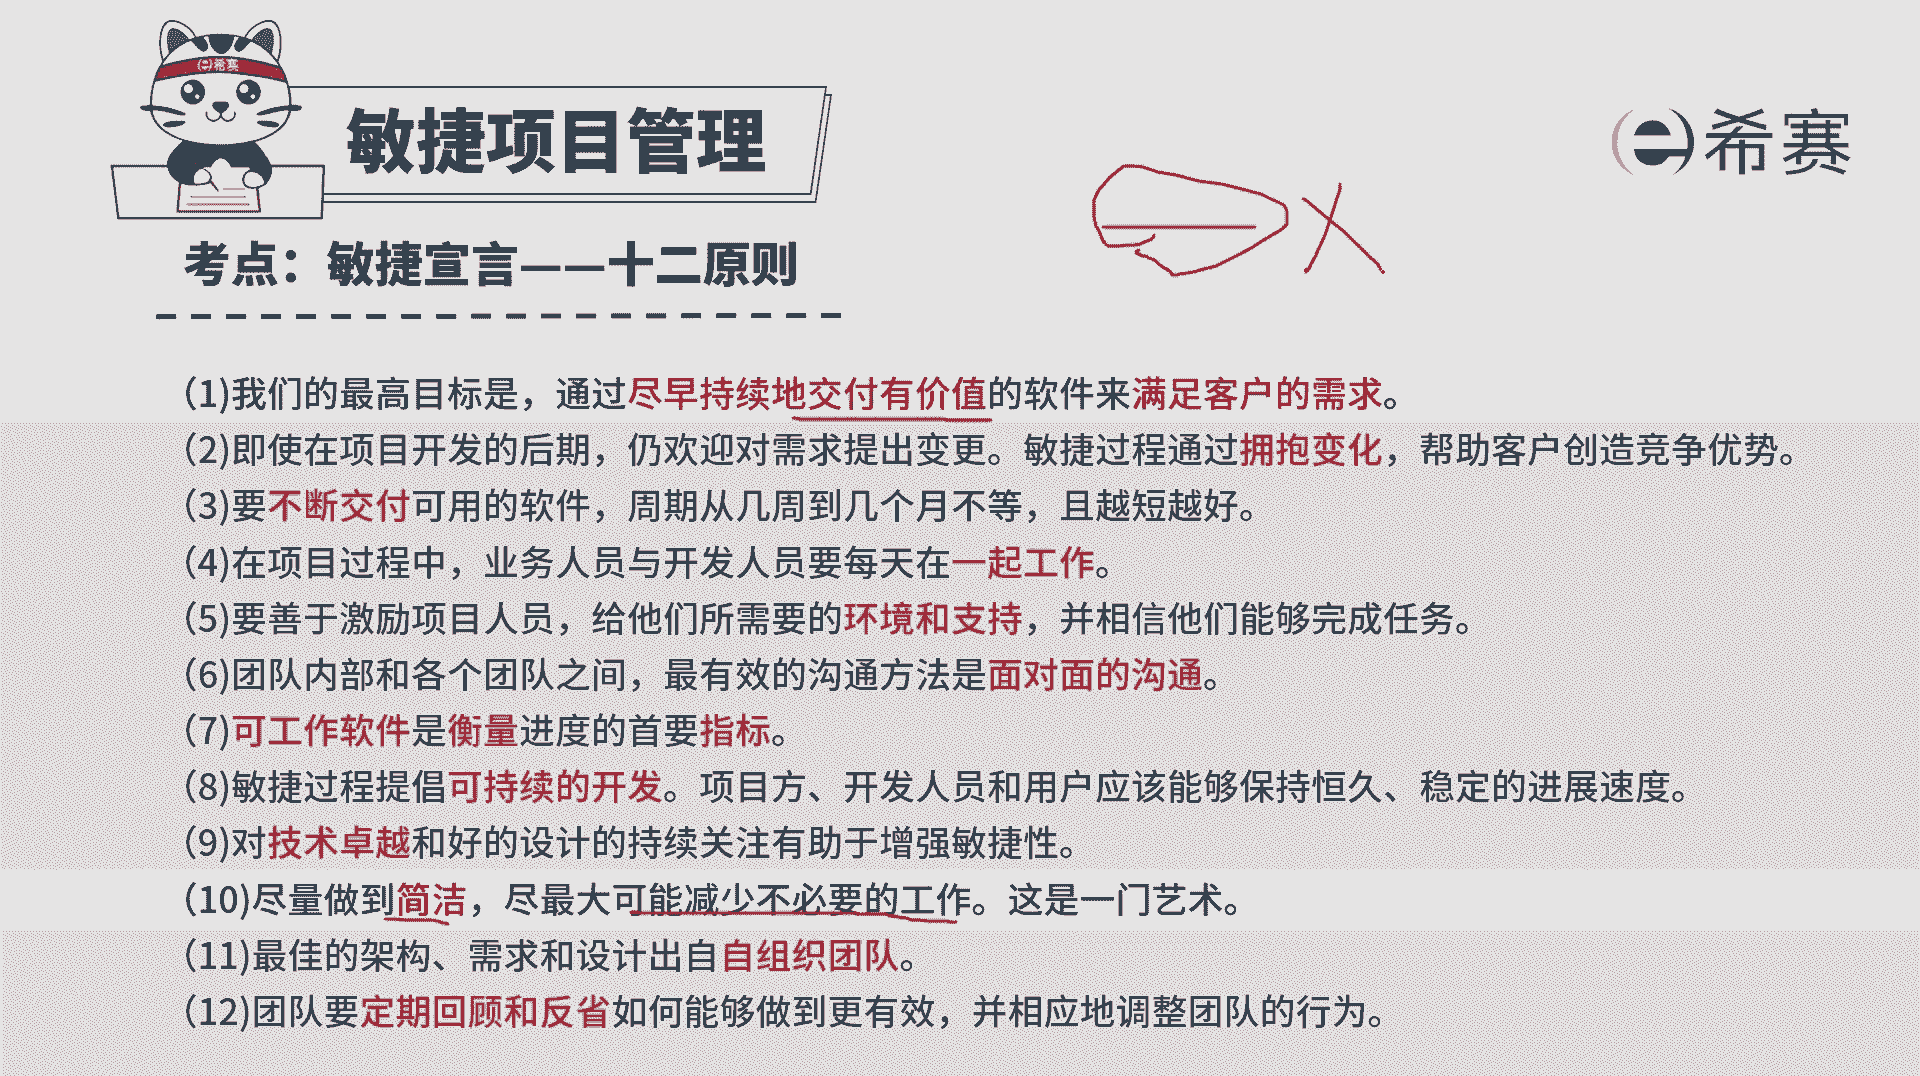 希赛
敏捷项目管理
希赛
考点：敏捷宣言——十二原则
(1)我们的最高目标是，通过尽早持续地交付有价值的软件来满足客户的需求。
(2)即使在项目开发的后期，仍欢迎对需求提出变更。敏捷过程通过拥抱变化，帮助客户创造竞争优势。
(3)要不断交付可用的软件，周期从几周到几个月不等，且越短越好。
(4)在项目过程中，业务人员与开发人员要每天在一起工作。
(5)要善于激励项目人员，给他们所需要的环境和支持，并相信他们能够完成任务。
(6)团队内部和各个团队之间，最有效的沟通方法是面对面的沟通。
(7)可工作软件是衡量进度的首要指标。
(8)敏捷过程提倡可持续的开发。项目方、开发人员和用户应该能够保持恒久、稳定的进展速度。
(9)对技术卓越和好的设计的持续关注有助于增强敏捷性。
(10)尽量做到简洁，尽最大可能减少不必要的工作。这是一门艺术。
(11)最佳的架构、需求和设计出自自组织团队。
(12)团队要定期回顾和反省如何能够做到更有效，并相应地调整团队的行为。